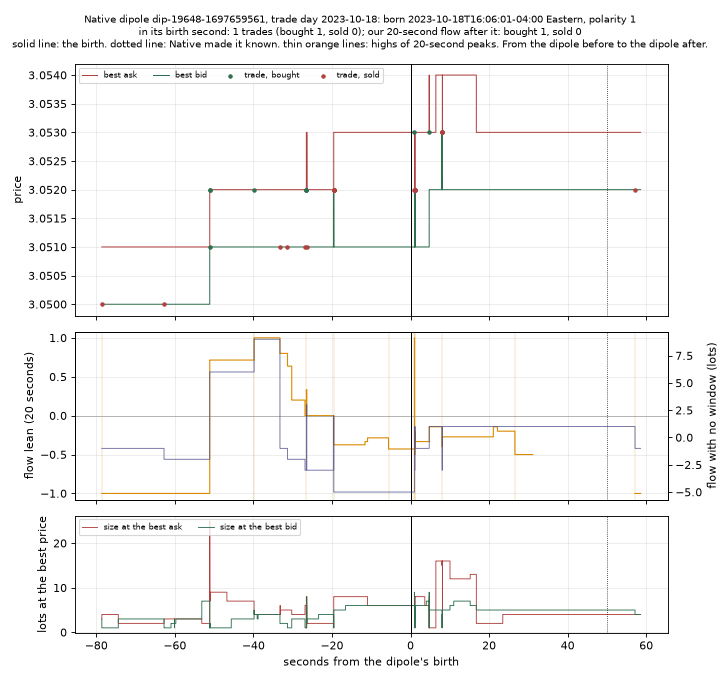 Native dipole dip-19648-1697659561, trade day 2023-10-18: born 2023-10-18T16:06:01-04:00 Eastern, polarity 1
in its birth second: 1 trades (bought 1, sold 0); our 20-second flow after it: bought 1, sold 0
solid line: the birth. dotted line: Native made it known. thin orange lines: highs of 20-second peaks. From the dipole before to the dipole after.
best ask
best bid
trade, bought
trade, sold
3.0540
3.0535
3.0530
3.0525
3.0520
3.0515
3.0510
3.0505
3.0500
price
1.0
0.5
0.0
−0.5
−1.0
flow lean (20 seconds)
7.5
5.0
2.5
0.0
−2.5
−5.0
flow with no window (lots)
size at the best ask
size at the best bid
20
10
0
lots at the best price
−80
−60
−40
−20
0
20
40
60
seconds from the dipole's birth